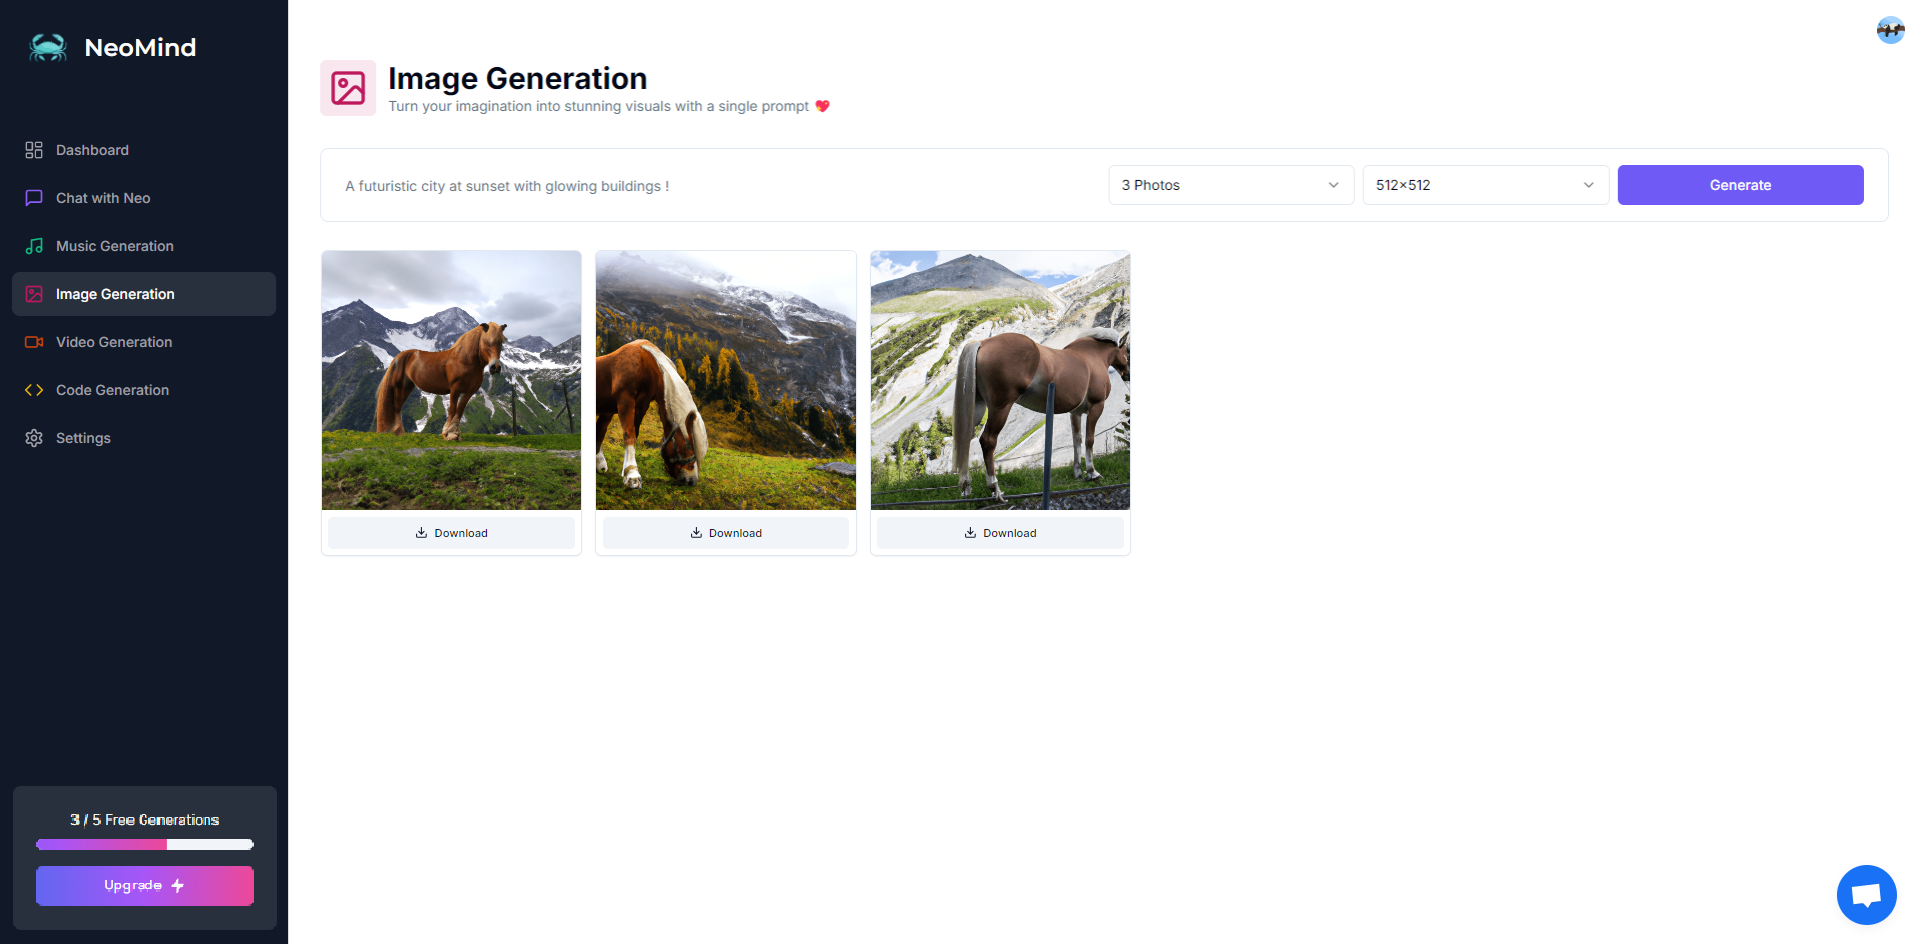 NeoMind
Dashboard
Chat with Neo
Music Generation
Image Generation
Video Generation
Code Generation
Settings
3 / 5 Free Generations
Upgrade
Image Generation
Turn your imagination into stunning visuals with a single prompt 💖
A futuristic city at sunset with glowing buildings !
3 Photos
512×512
Generate
Download
Download
Download